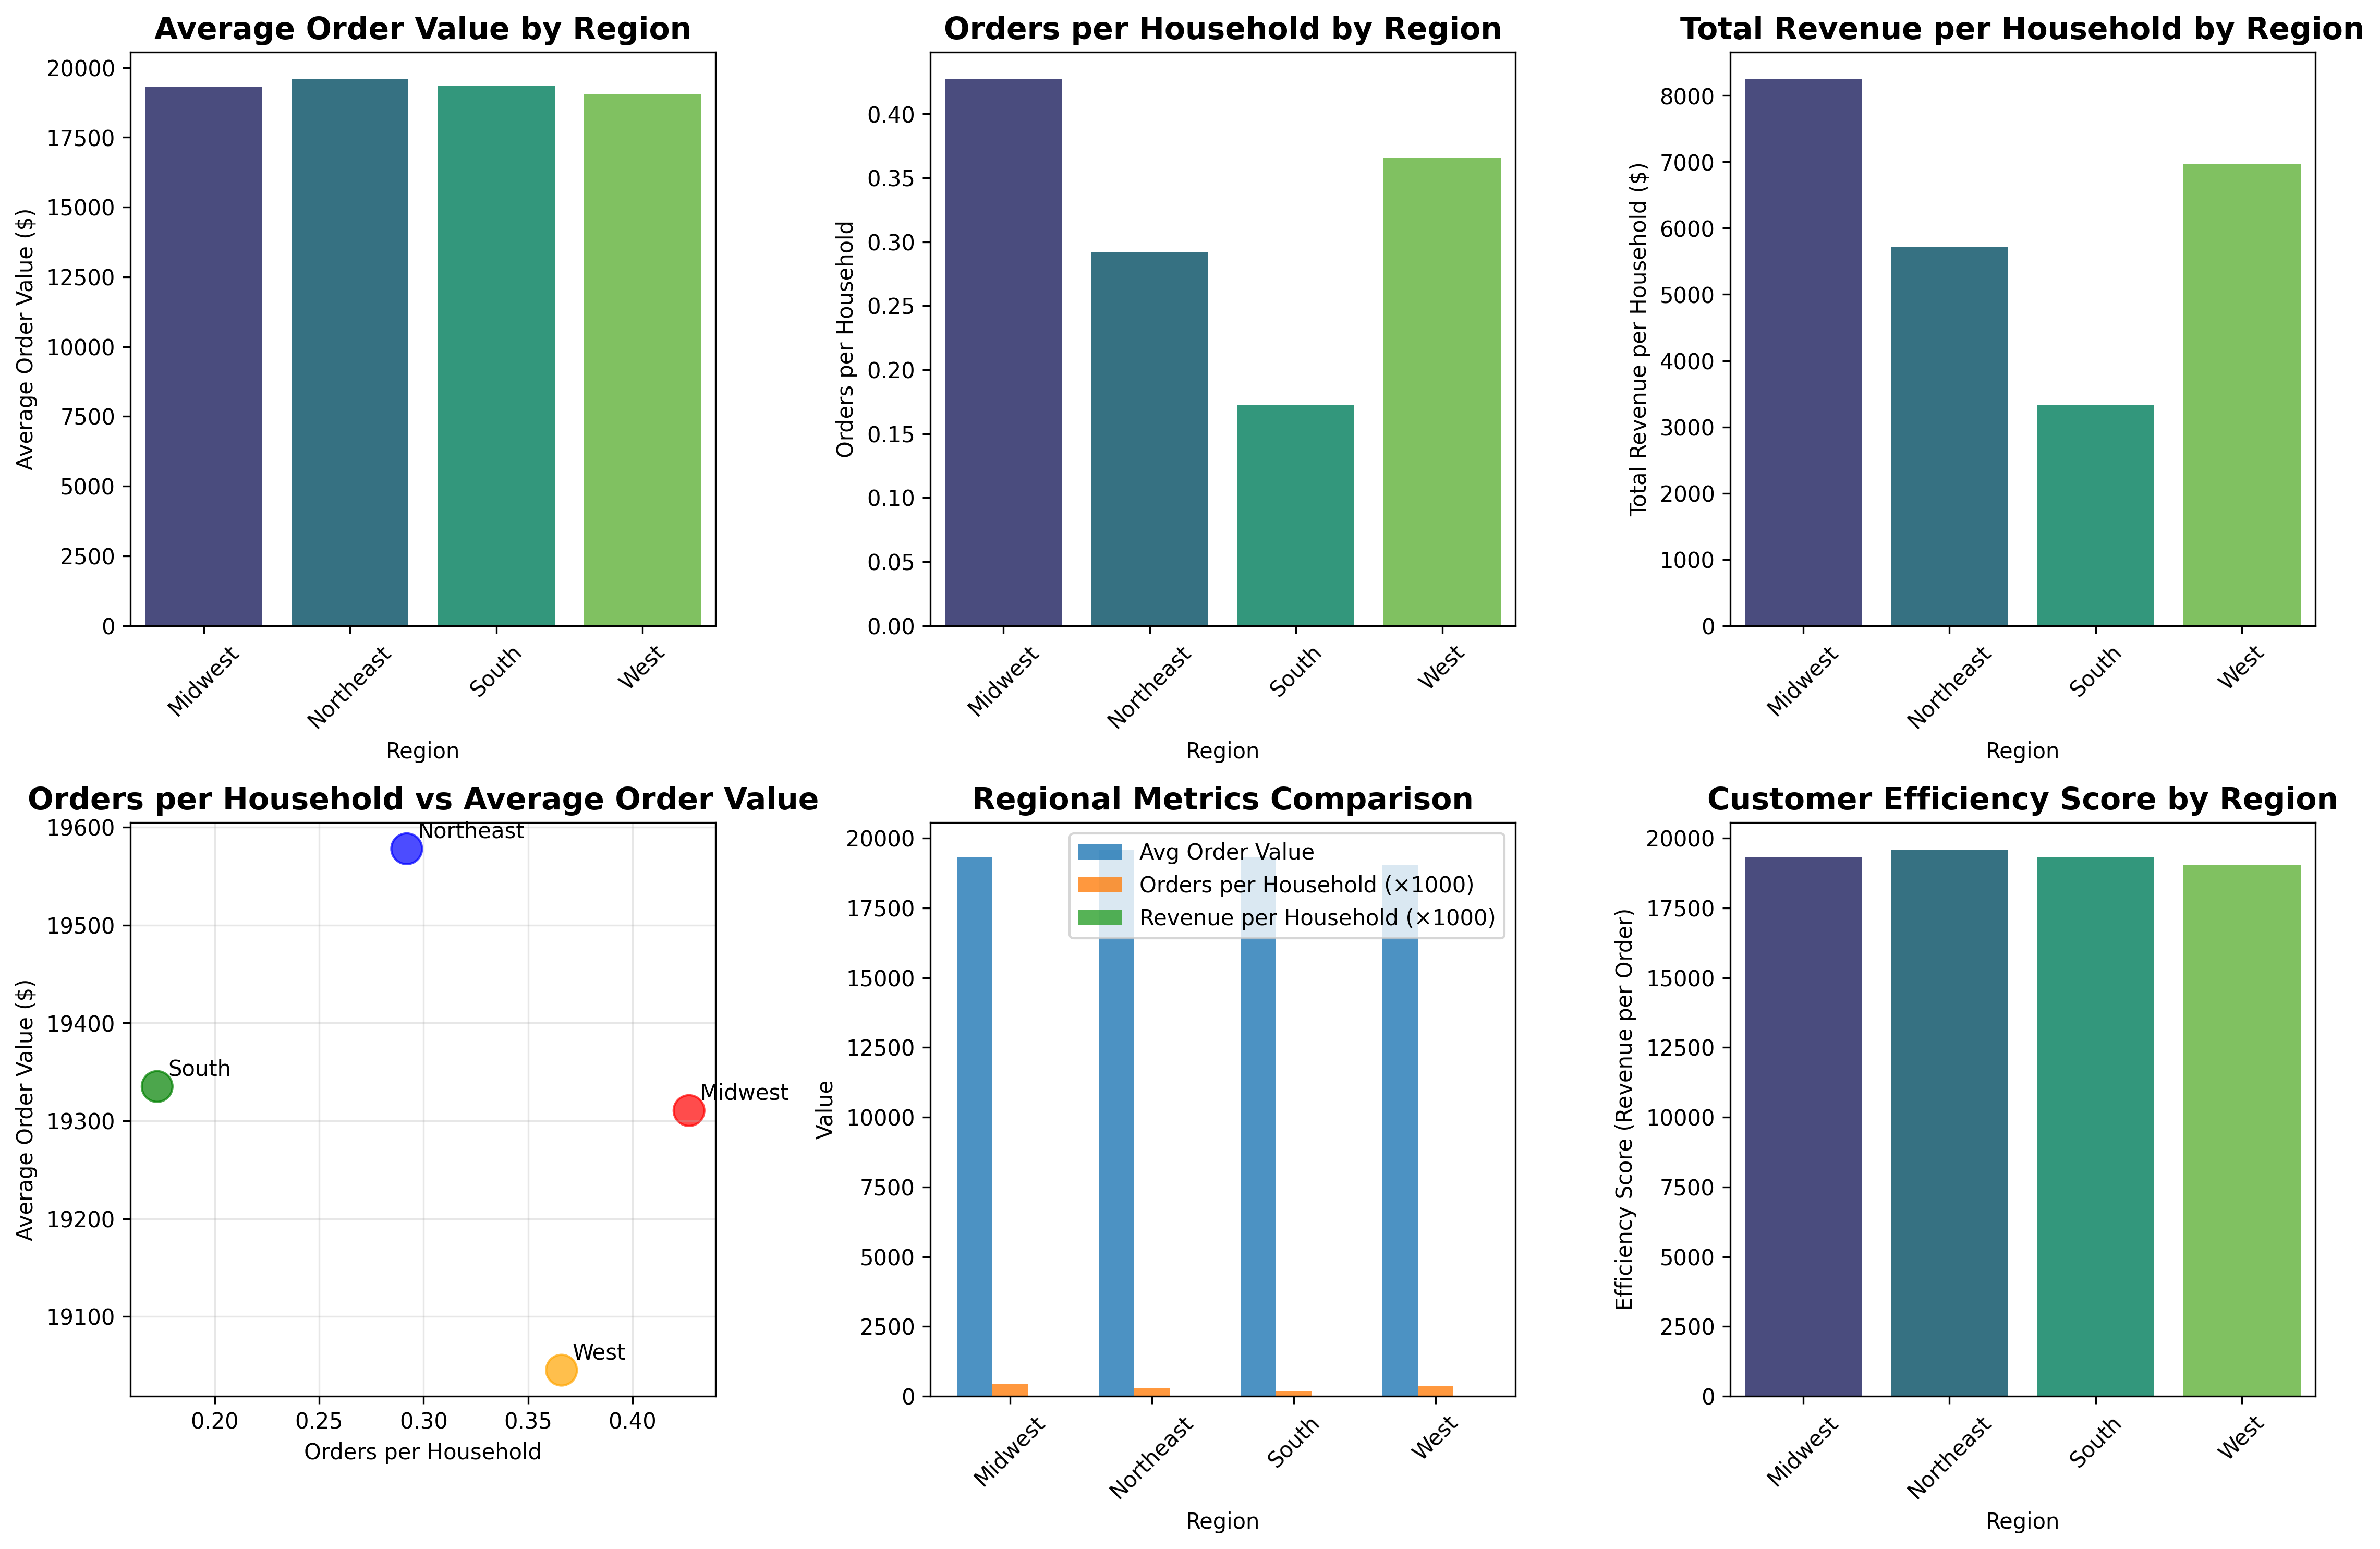 Average Order Value by Region
Average Order Value ($)
20000
17500
15000
12500
10000
7500
5000
2500
0
Midwest
Northeast
South
West
Region
Orders per Household by Region
Orders per Household
0.40
0.35
0.30
0.25
0.20
0.15
0.10
0.05
0.00
Midwest
Northeast
South
West
Region
Total Revenue per Household by Region
Total Revenue per Household ($)
8000
7000
6000
5000
4000
3000
2000
1000
0
Midwest
Northeast
South
West
Region
Orders per Household vs Average Order Value
Average Order Value ($)
19600
19500
19400
19300
19200
19100
Northeast
South
Midwest
West
0.20
0.25
0.30
0.35
0.40
Orders per Household
Regional Metrics Comparison
Value
20000
17500
15000
12500
10000
7500
5000
2500
0
Avg Order Value
Orders per Household (×1000)
Revenue per Household (×1000)
Midwest
Northeast
South
West
Region
Customer Efficiency Score by Region
Efficiency Score (Revenue per Order)
20000
17500
15000
12500
10000
7500
5000
2500
0
Midwest
Northeast
South
West
Region